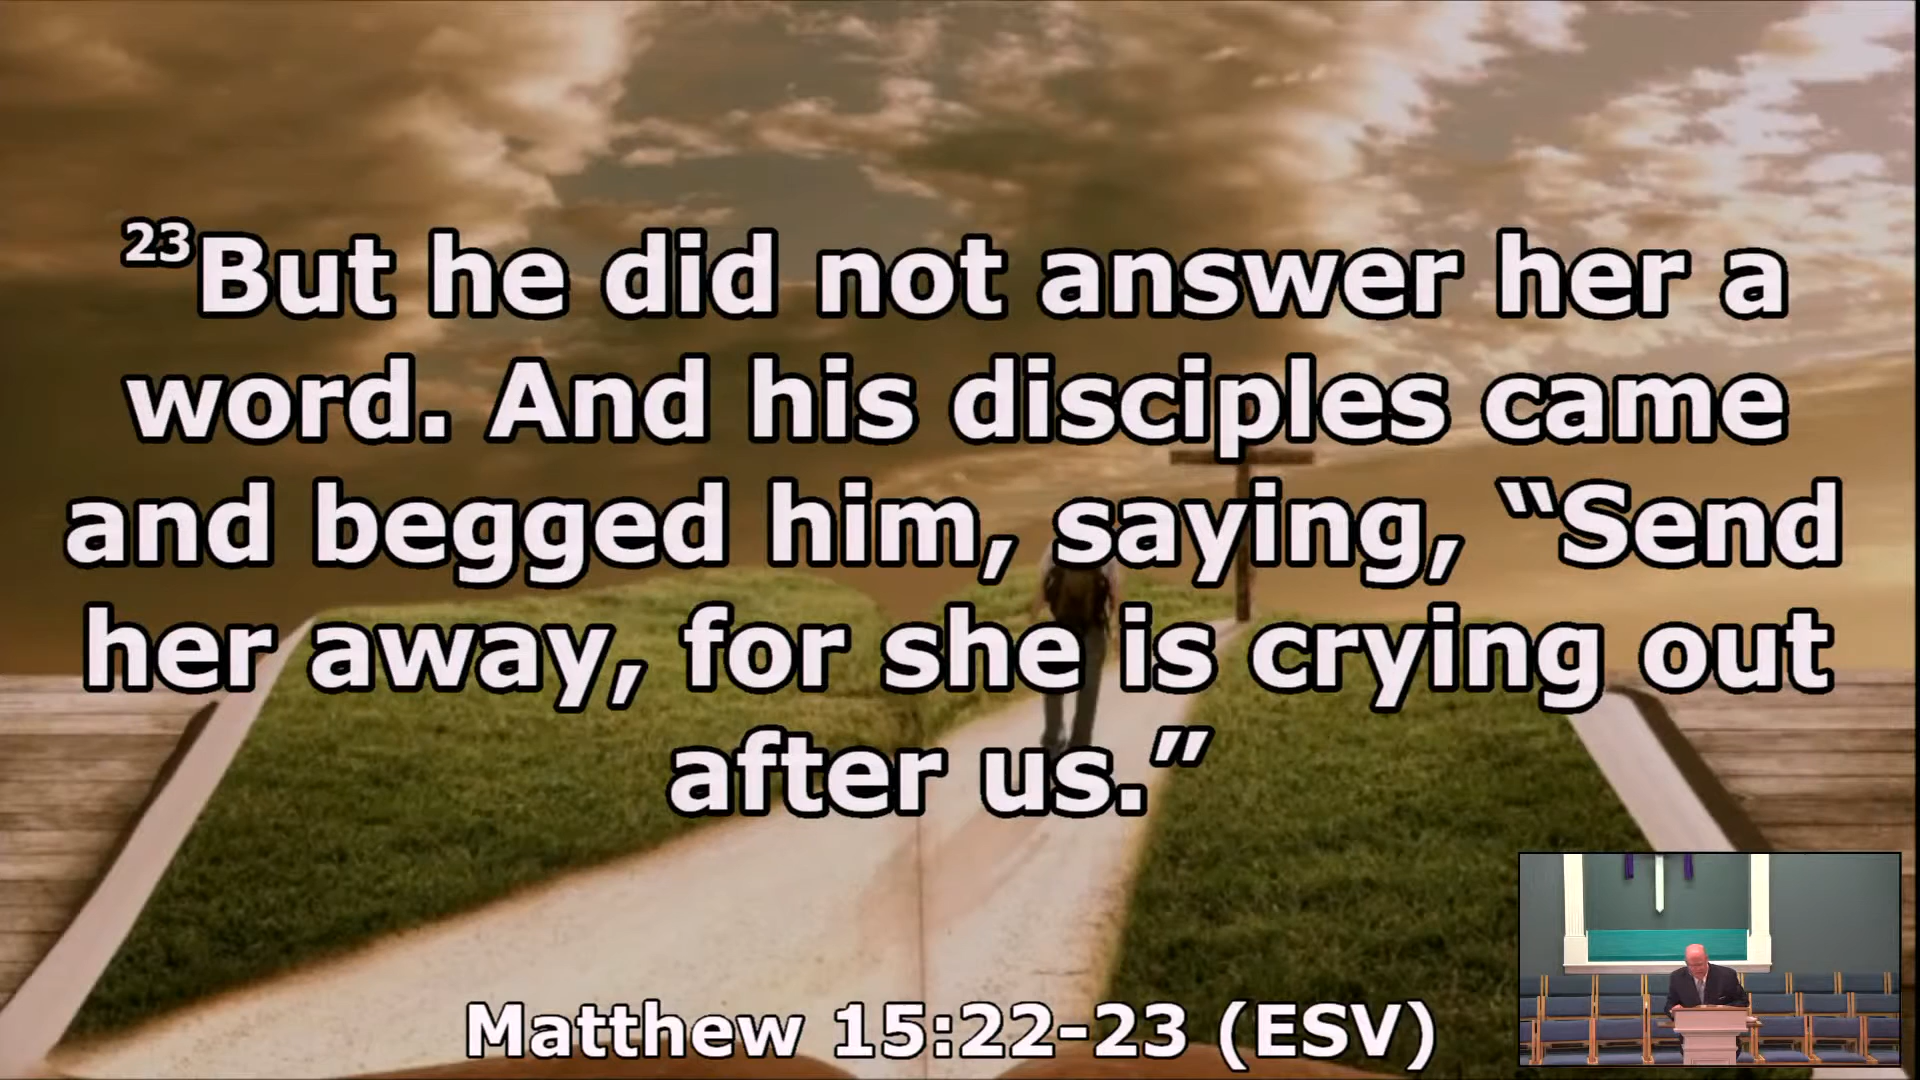 23But he did not answer her a
word. And his disciples came
and begged him, saying, “Send
her away, for she is crying out
after us.”
Matthew 15:22-23 (ESV)